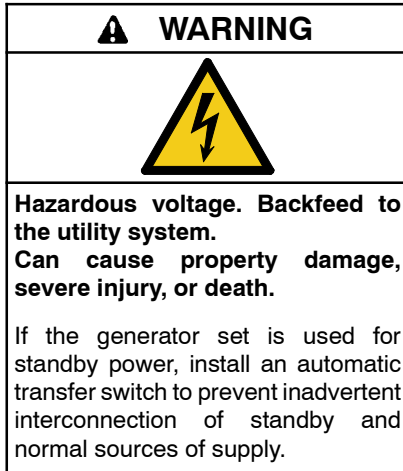 WARNING
Hazardous voltage. Backfeed to
the utility system.
Can cause property damage,
severe injury, or death.
If the generator set is used for
standby power, install an automatic
transfer switch to prevent inadvertent
interconnection of standby and
normal sources of supply.